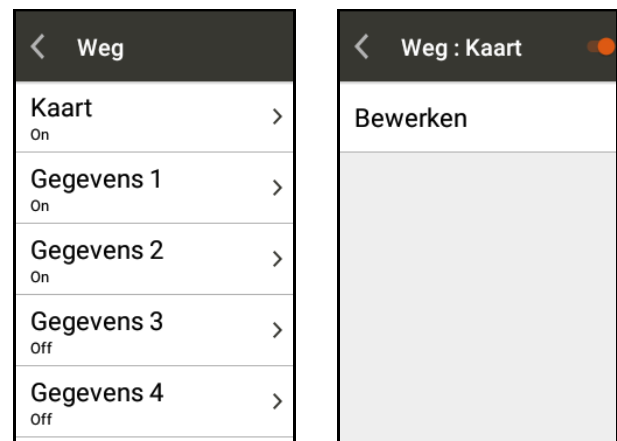 Weg
Kaart
On
Gegevens 1
On
Gegevens 2
On
Gegevens 3
Off
Gegevens 4
Off
Weg : Kaart
Bewerken